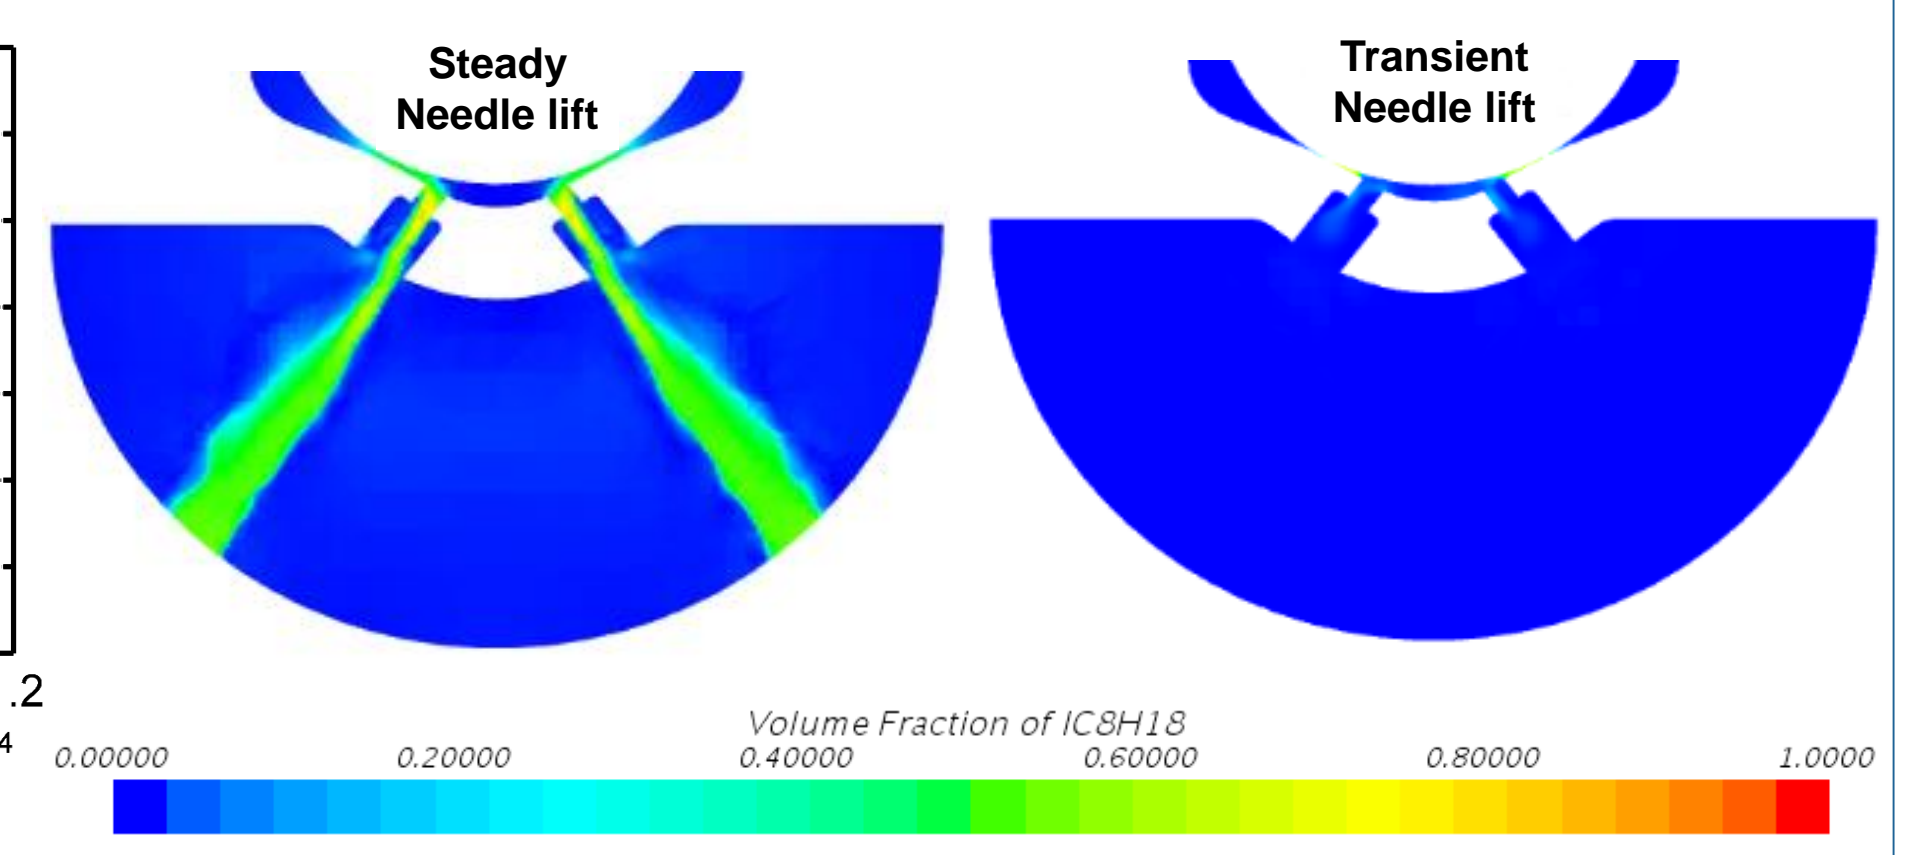 Steady
Needle lift
Transient
Needle lift
.2
4
Volume Fraction of IC8H18
0.00000 0.20000 0.40000 0.60000 0.80000 1.0000